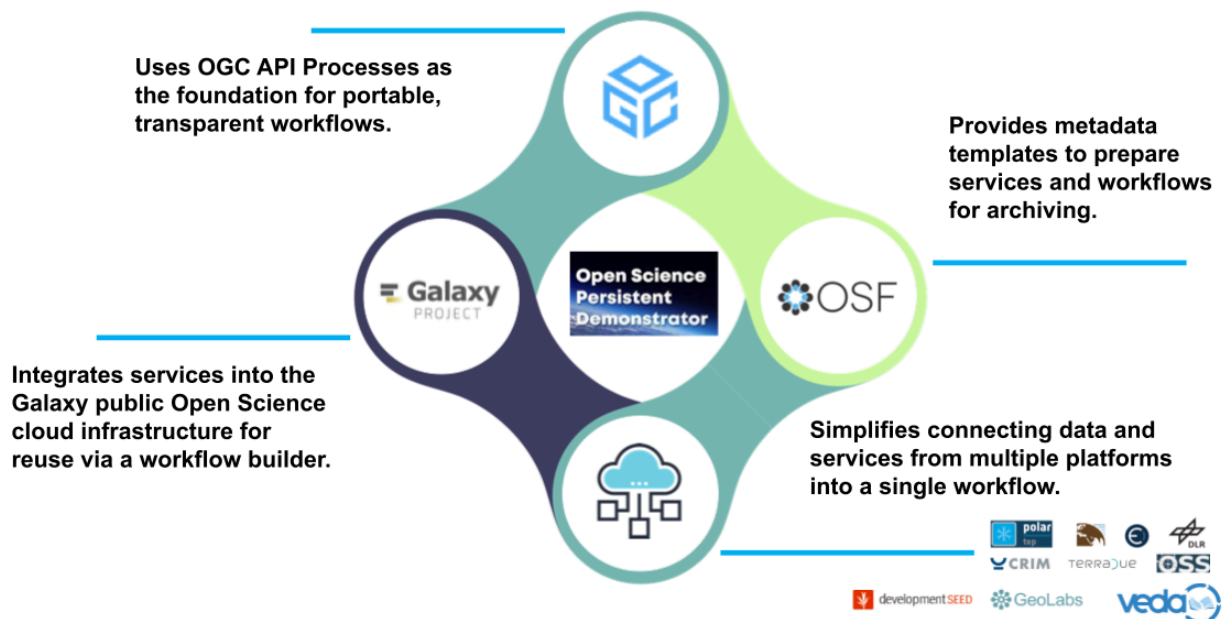 Uses OGC API Processes as
the foundation for portable,
transparent workflows.
OGC
Provides metadata
templates to prepare
services and workflows
for archiving.
Galaxy
PROJECT
Open Science
Persistent
Demonstrator
OSF
Integrates services into the
Galaxy public Open Science
cloud infrastructure for
reuse via a workflow builder.
Simplifies connecting data and
services from multiple platforms
into a single workflow.
polar
tep
DLR
CRIM
TERRADUE
OSS
developmentSEED
GeoLabs
veda